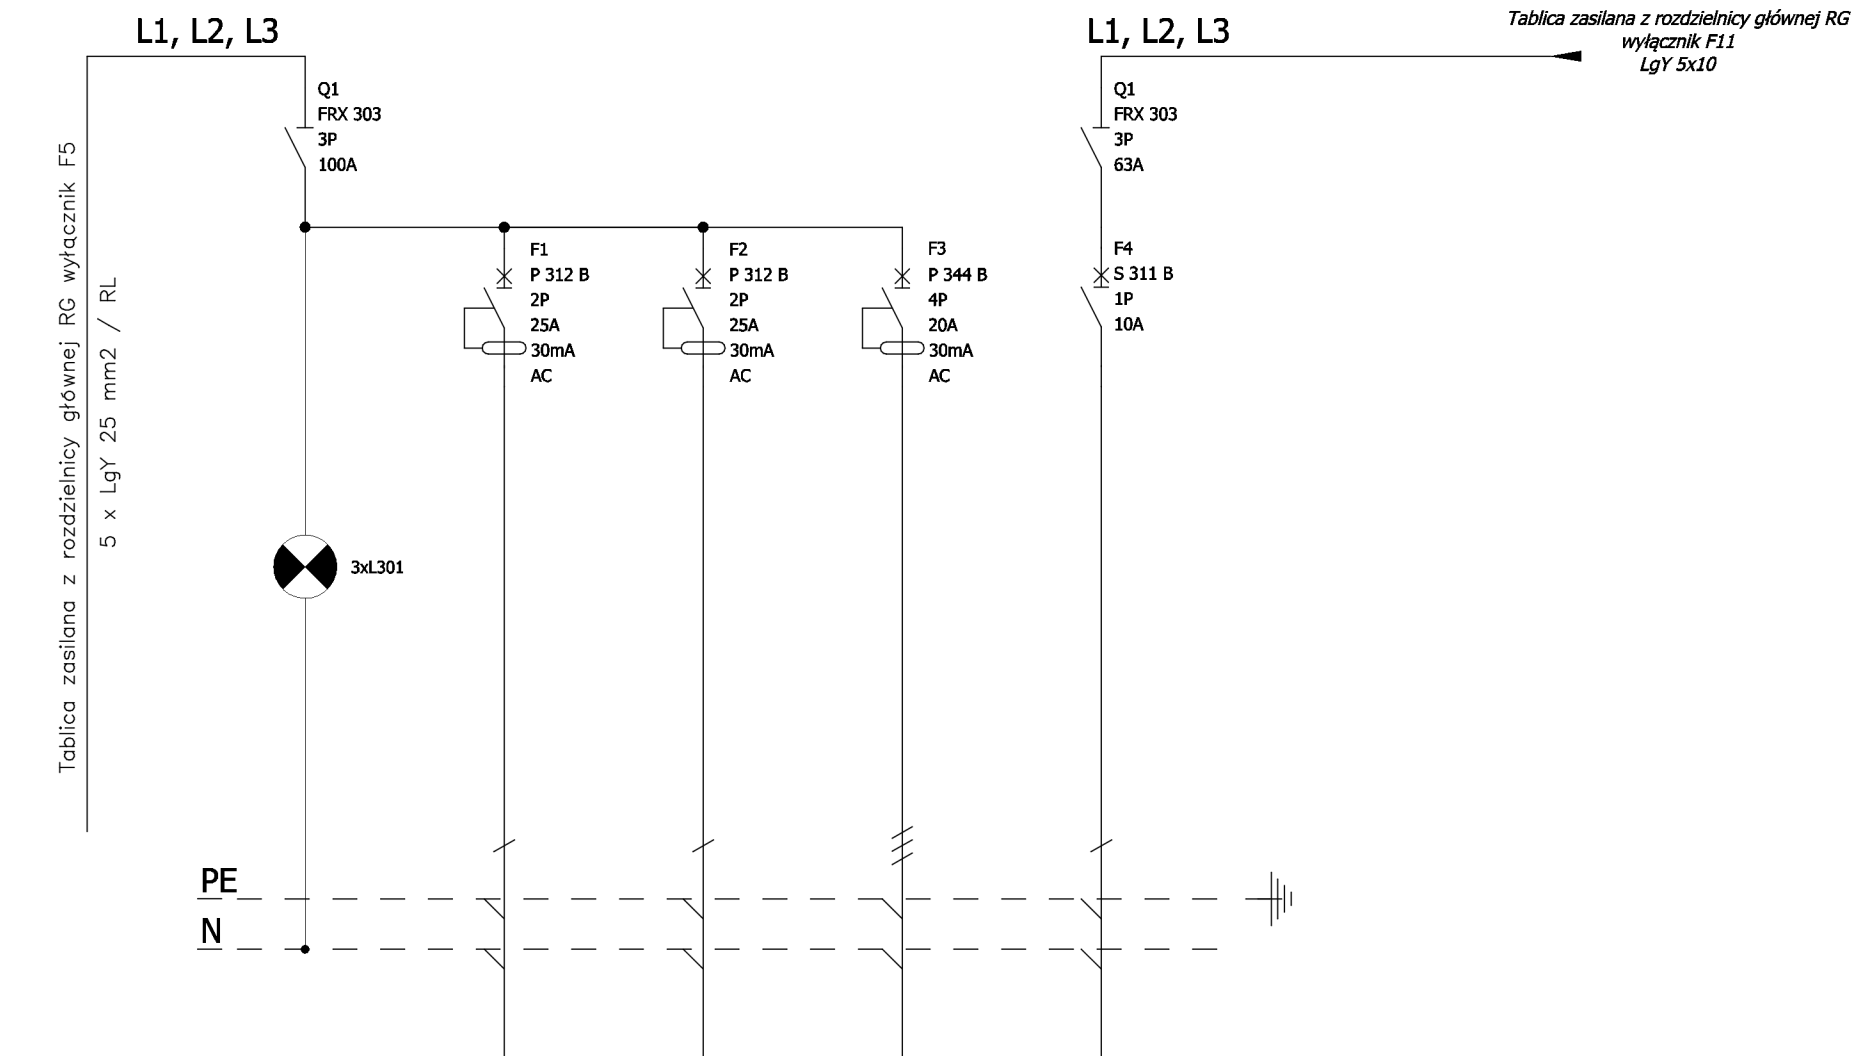 L1, L2, L3
Q1
FRX 303
3P
100A
Tablica zasilana z rozdzielnicy głównej RG wyłącznik F5
5 x LgY 25 mm2 / RL
F1
P 312 B
2P
25A
30mA
AC
F2
P 312 B
2P
25A
30mA
AC
F3
P 344 B
4P
20A
30mA
AC
3xL301
L1, L2, L3
Tablica zasilana z rozdzielnicy głównej RG
wyłącznik F11
LgY 5x10
Q1
FRX 303
3P
63A
F4
S 311 B
1P
10A
PE
N